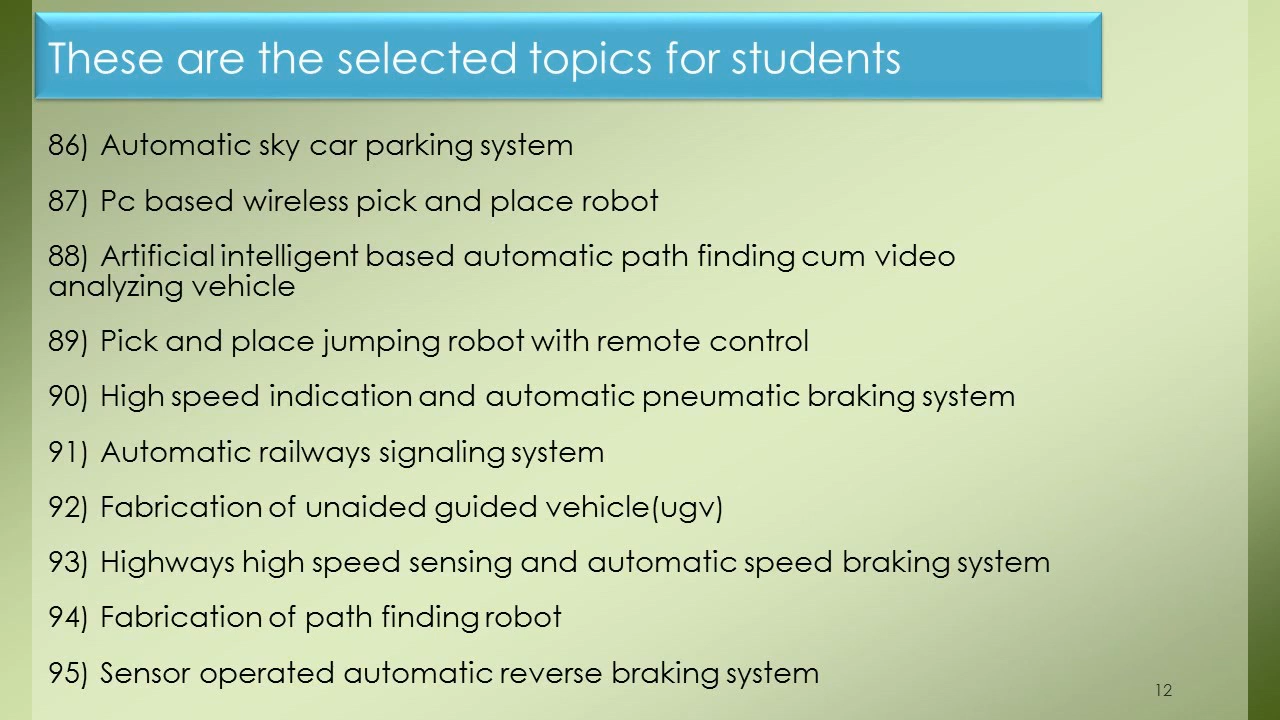 These are the selected topics for students
86) Automatic sky car parking system
87) Pc based wireless pick and place robot
88) Artificial intelligent based automatic path finding cum video
analyzing vehicle
89) Pick and place jumping robot with remote control
90) High speed indication and automatic pneumatic braking system
91) Automatic railways signaling system
92) Fabrication of unaided guided vehicle(ugv)
93) Highways high speed sensing and automatic speed braking system
94) Fabrication of path finding robot
95) Sensor operated automatic reverse braking system
12